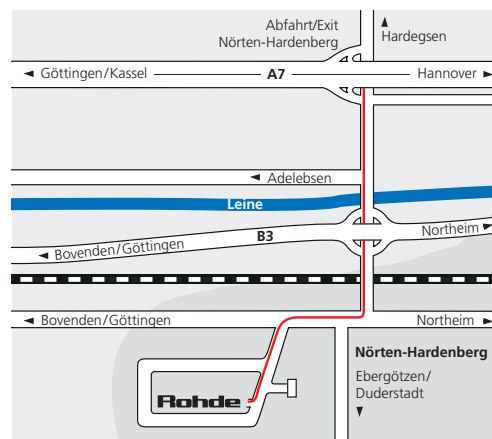 Abfahrt/Exit
Nörten-Hardenberg
Hardegsen
Göttingen/Kassel
A7
Hannover
Adelebsen
Leine
B3
Northeim
Bovenden/Göttingen
Bovenden/Göttingen
Northeim
Nörten-Hardenberg
Ebergötzen/
Duderstadt
Rohde